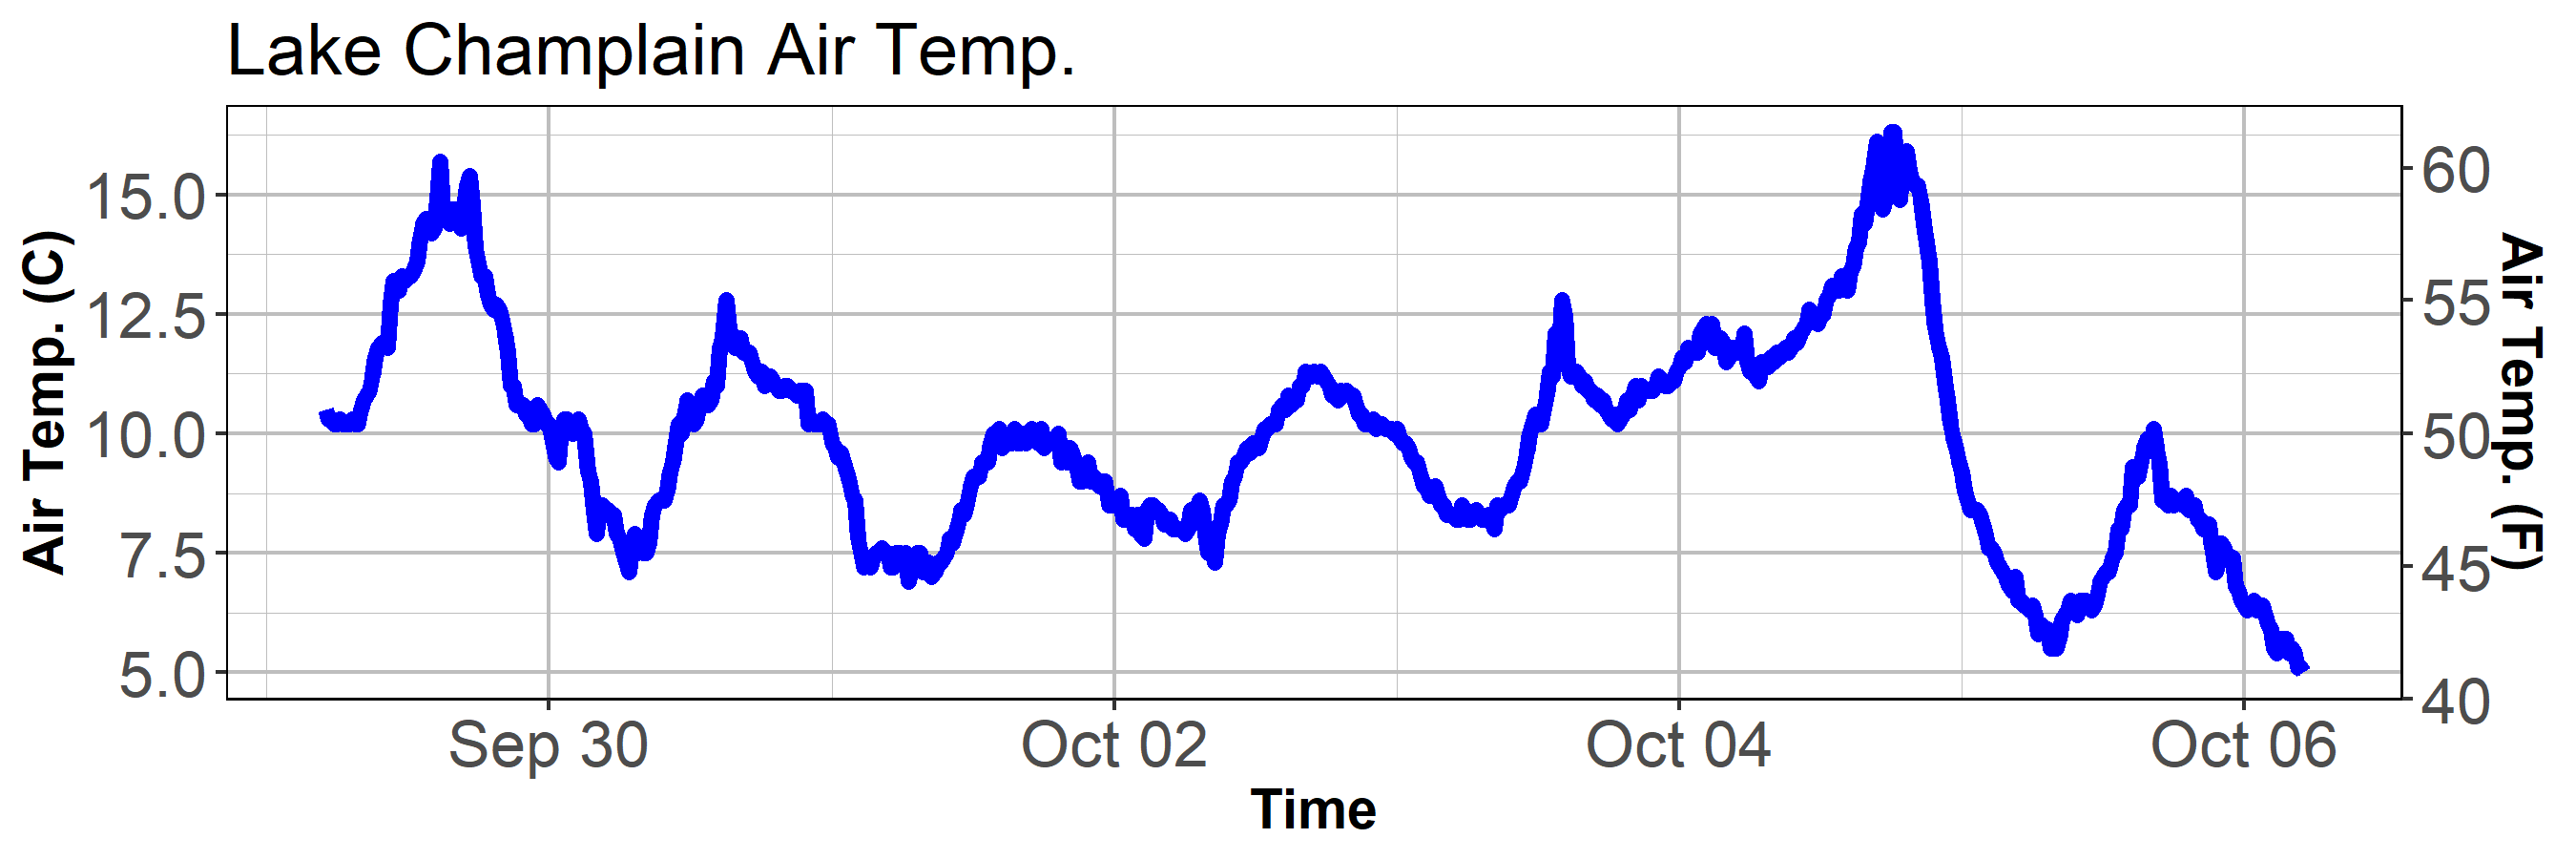 Lake Champlain Air Temp.
Air Temp. (C)
15.0
12.5
10.0
7.5
5.0
60
55
50
45
40
Air Temp. (F)
Sep 30
Oct 02
Oct 04
Oct 06
Time